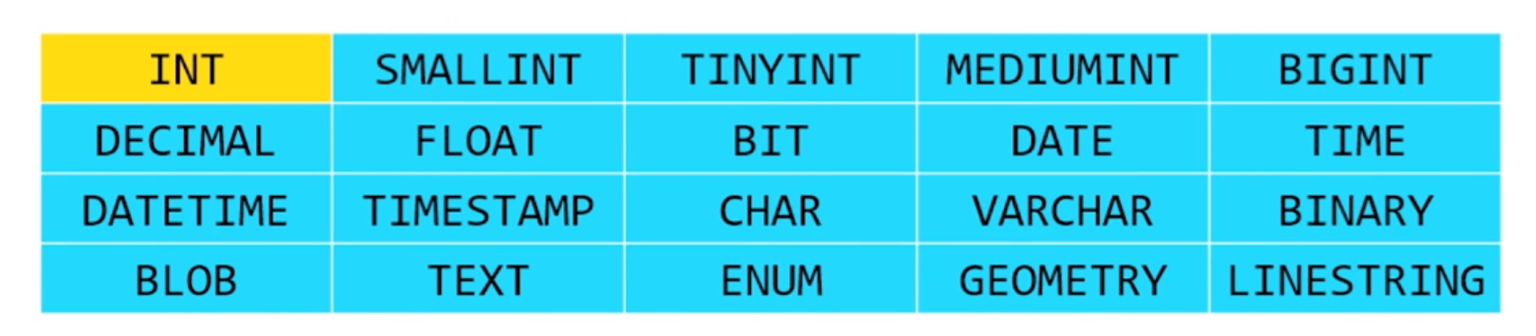 INT SMALLINT TINYINT MEDIUMINT BIGINT
DECIMAL FLOAT BIT DATE TIME
DATETIME TIMESTAMP CHAR VARCHAR BINARY
BLOB TEXT ENUM GEOMETRY LINESTRING